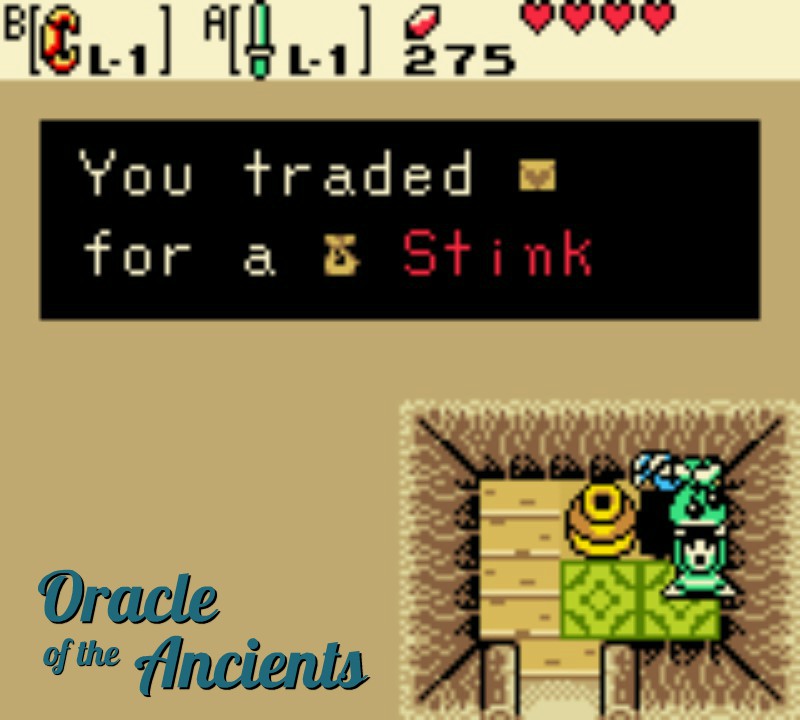 B[ L-1] A[ L-1] 275
You traded
for a Stink
Oracle
of the Ancients